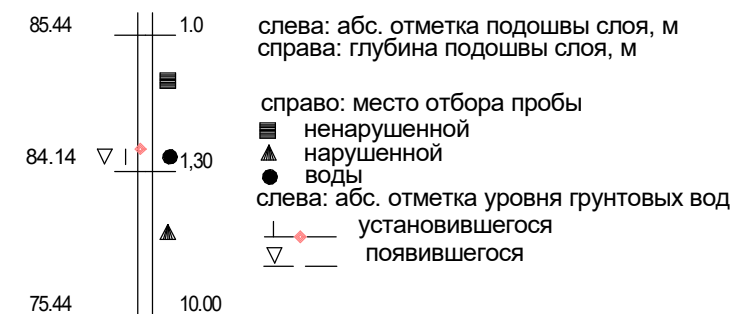 85.44 1.0 слева: абс. отметка подошвы слоя, м
справа: глубина подошвы слоя, м
справо: место отбора пробы
ненарушенной
нарушенной
84.14 1,30 воды
слева: абс. отметка уровня грунтовых вод
установившегося
появившегося
75.44 10.00